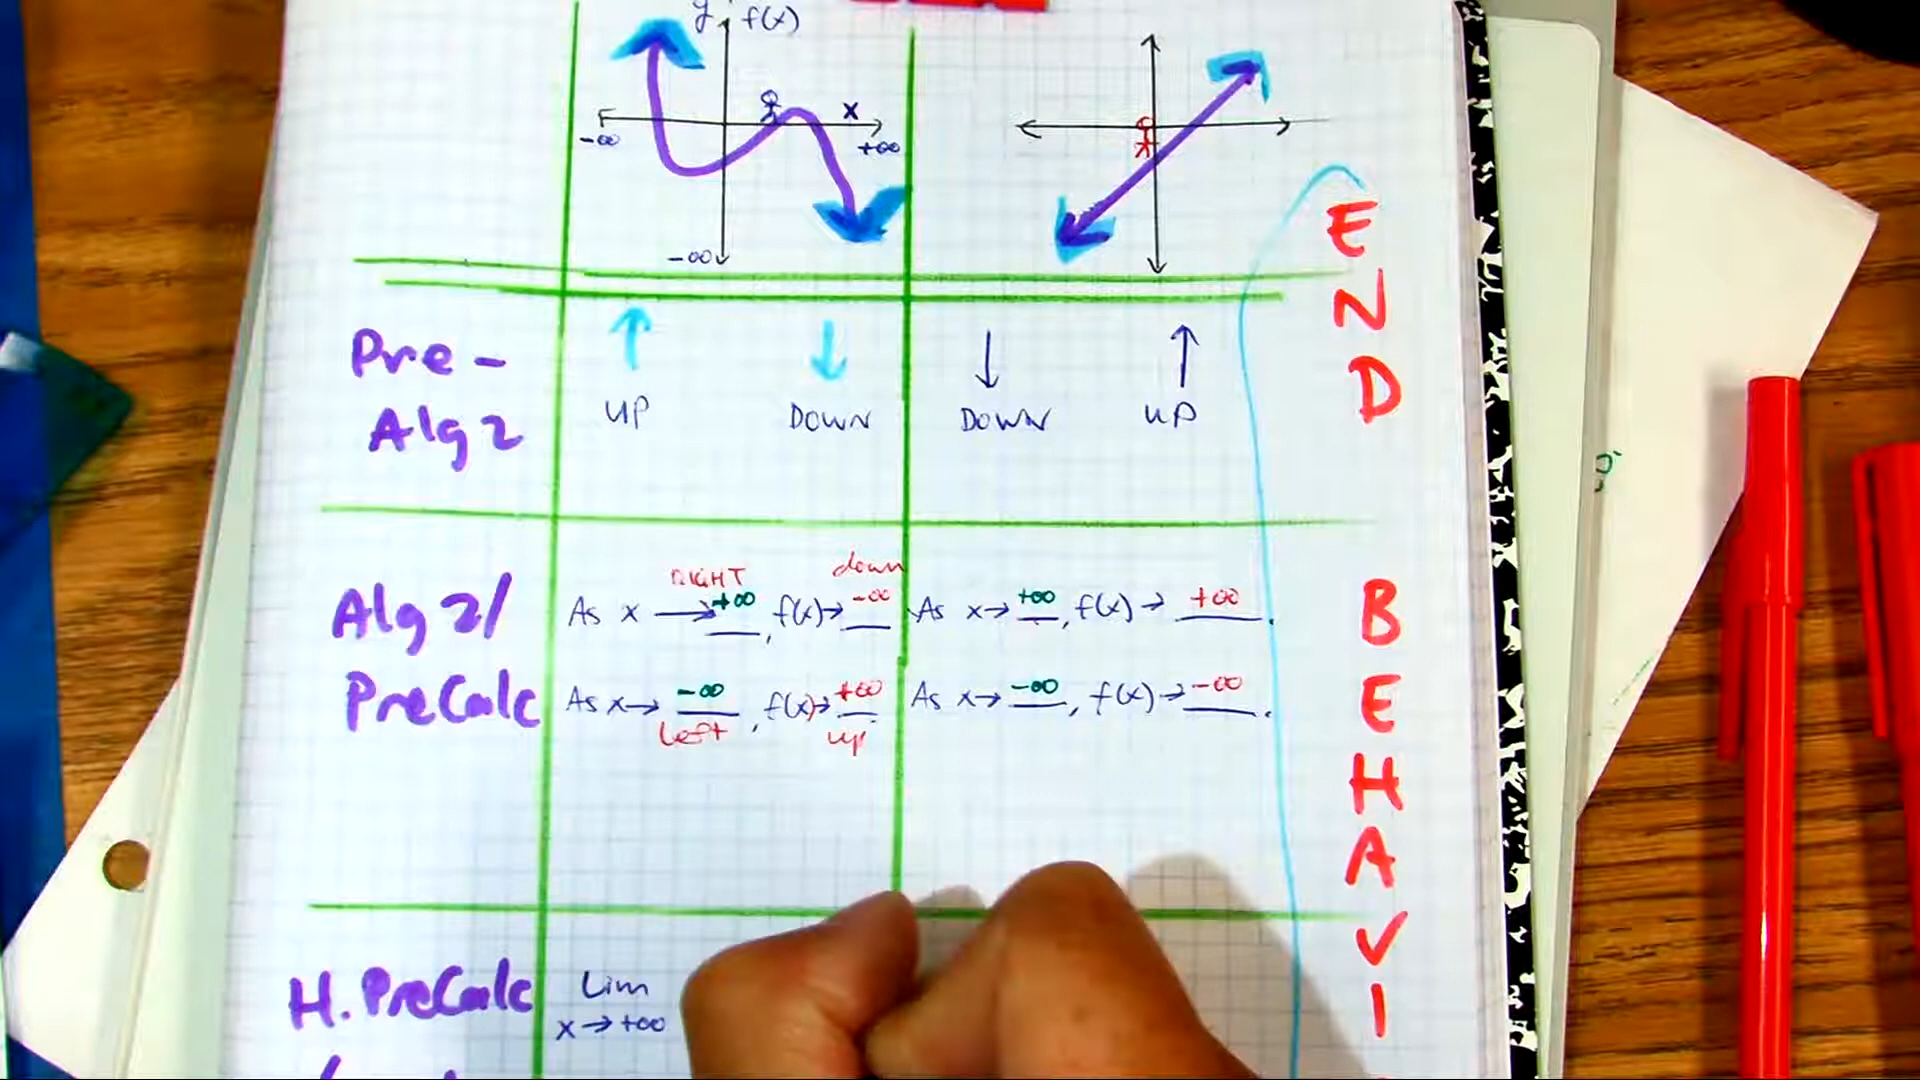 y f(x)
x
-∞ +∞
-∞
Pre-
Alg 2
UP DOWN DOWN UP
RIGHT down
Alg 2/
PreCalc
As x → +∞, f(x) → -∞
As x → -∞, f(x) → +∞
left up
As x → +∞, f(x) → +∞.
As x → -∞, f(x) → -∞.
H. PreCalc
Lim
x → +∞
END
BEHAVI